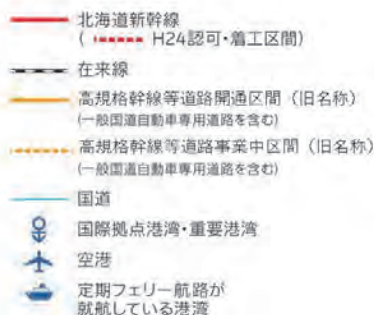 北海道新幹線
( H24認可・着工区間)
在来線
高規格幹線等道路開通区間（旧名称）
(一般国道自動車専用道路を含む)
高規格幹線等道路事業中区間（旧名称）
(一般国道自動車専用道路を含む)
国道
国際拠点港湾・重要港湾
空港
定期フェリー航路が
就航している港湾